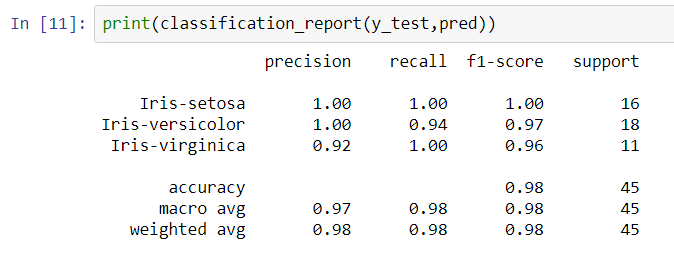 In [11]: print(classification_report(y_test,pred))
precision recall f1-score support
Iris-setosa 1.00 1.00 1.00 16
Iris-versicolor 1.00 0.94 0.97 18
Iris-virginica 0.92 1.00 0.96 11
accuracy 0.98 45
macro avg 0.97 0.98 0.98 45
weighted avg 0.98 0.98 0.98 45